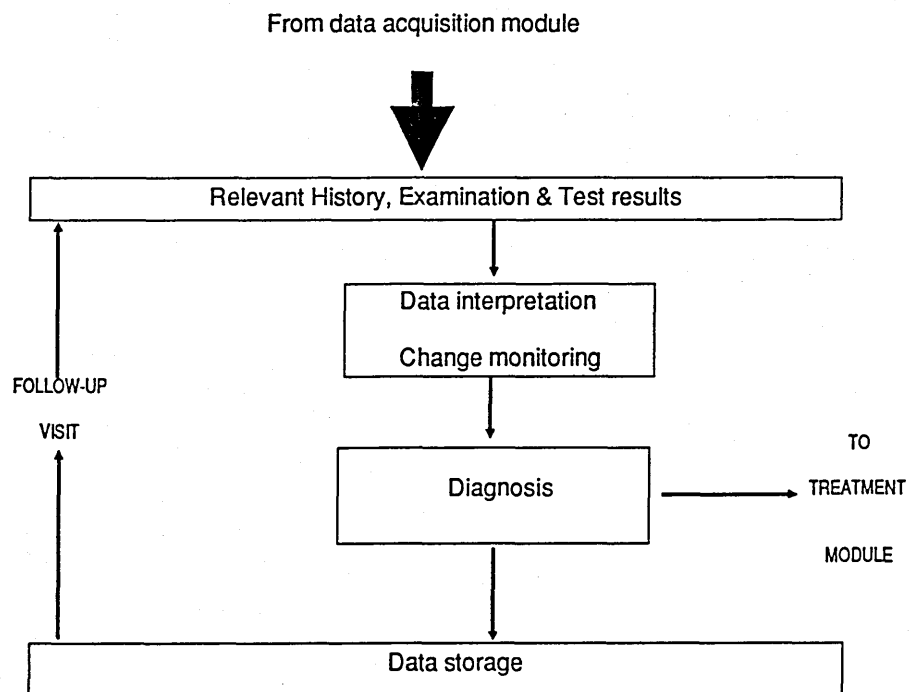 From data acquisition module
Relevant History, Examination & Test results
Data interpretation
Change monitoring
FOLLOW-UP
VISIT
Diagnosis
TO
TREATMENT
MODULE
Data storage